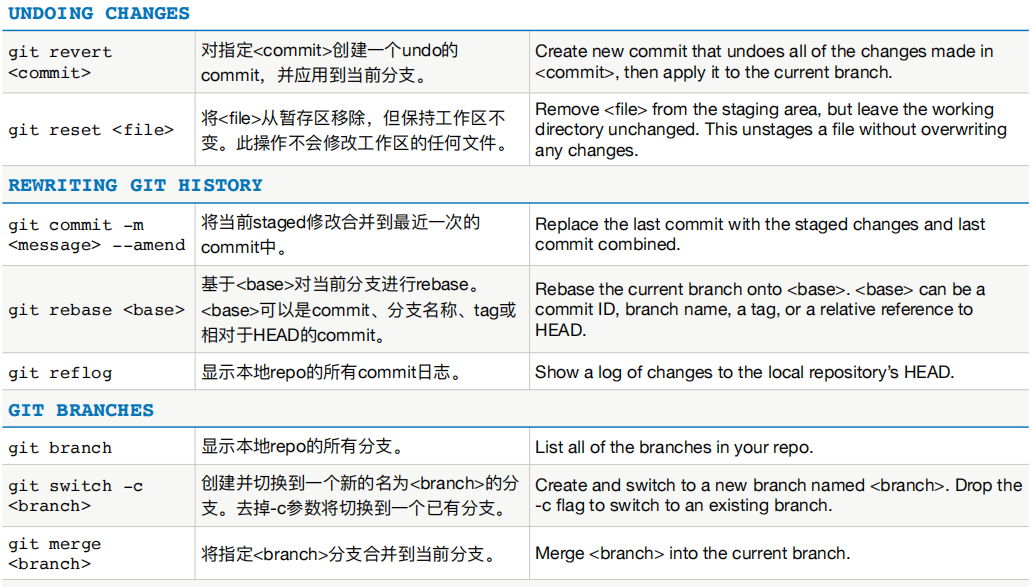 UNDOING CHANGES
git revert
<commit>
对指定<commit>创建一个undo的
commit，并应用到当前分支。
Create new commit that undoes all of the changes made in
<commit>, then apply it to the current branch.
git reset <file>
将<file>从暂存区移除，但保持工作区不
变。此操作不会修改工作区的任何文件。
Remove <file> from the staging area, but leave the working
directory unchanged. This unstages a file without overwriting
any changes.
REWRITING GIT HISTORY
git commit -m
<message> --amend
将当前staged修改合并到最近一次的
commit中。
Replace the last commit with the staged changes and last
commit combined.
git rebase <base>
基于<base>对当前分支进行rebase。
<base>可以是commit、分支名称、tag或
相对于HEAD的commit。
Rebase the current branch onto <base>. <base> can be a
commit ID, branch name, a tag, or a relative reference to
HEAD.
git reflog
显示本地repo的所有commit日志。
Show a log of changes to the local repository’s HEAD.
GIT BRANCHES
git branch
显示本地repo的所有分支。
List all of the branches in your repo.
git switch -c
<branch>
创建并切换到一个新的名为<branch>的分
支。去掉-c参数将切换到一个已有分支。
Create and switch to a new branch named <branch>. Drop the
-c flag to switch to an existing branch.
git merge
<branch>
将指定<branch>分支合并到当前分支。
Merge <branch> into the current branch.